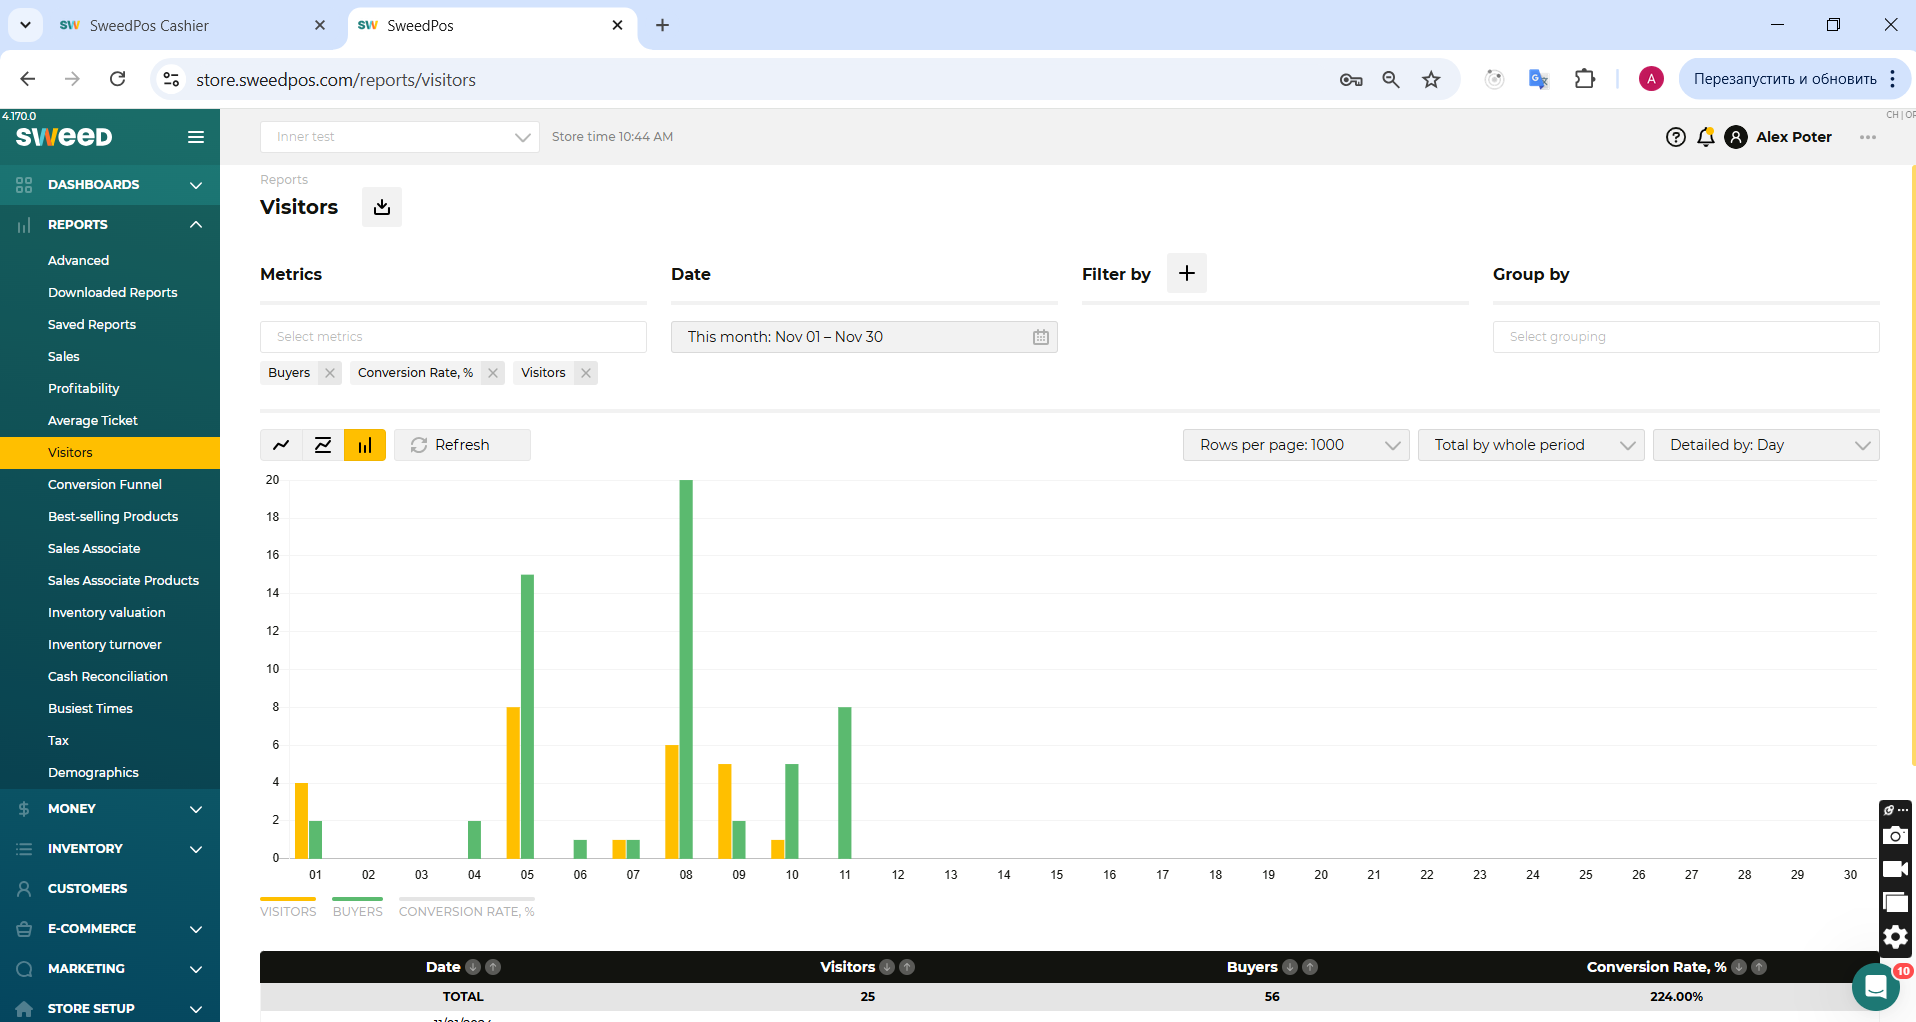 SweedPos Cashier
SweedPos
store.sweedpos.com/reports/visitors
A
Перезапустить и обновить
4.170.0
SWEED
Inner test
Store time 10:44 AM
Alex Poter
CH | OP
DASHBOARDS
REPORTS
Advanced
Downloaded Reports
Saved Reports
Sales
Profitability
Average Ticket
Visitors
Conversion Funnel
Best-selling Products
Sales Associate
Sales Associate Products
Inventory valuation
Inventory turnover
Cash Reconciliation
Busiest Times
Tax
Demographics
MONEY
INVENTORY
CUSTOMERS
E-COMMERCE
MARKETING
STORE SETUP
Reports
Visitors
Metrics
Date
Filter by
Group by
Select metrics
This month: Nov 01 – Nov 30
Select grouping
Buyers
Conversion Rate, %
Visitors
Refresh
Rows per page: 1000
Total by whole period
Detailed by: Day
20
18
16
14
12
10
8
6
4
2
0
01 02 03 04 05 06 07 08 09 10 11 12 13 14 15 16 17 18 19 20 21 22 23 24 25 26 27 28 29 30
VISITORS BUYERS CONVERSION RATE, %
Date Visitors Buyers Conversion Rate, %
TOTAL 25 56 224.00%
10